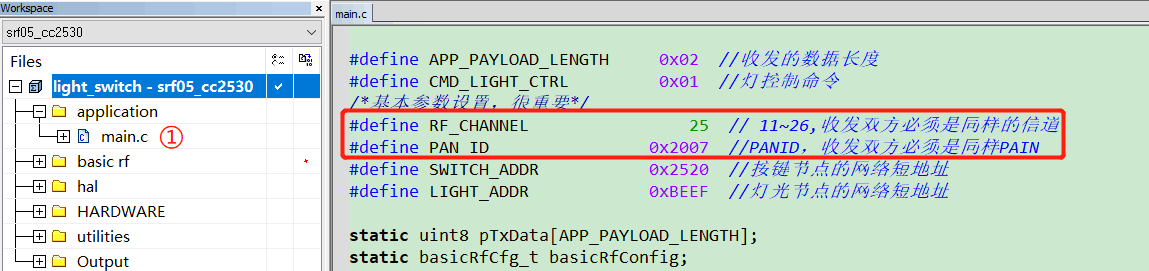 Workspace
srf05_cc2530
Files
light_switch - srf05_cc2530
application
main.c ①
basic rf
hal
HARDWARE
utilities
Output
main.c
#define APP_PAYLOAD_LENGTH 0x02 //收发的数据长度
#define CMD_LIGHT_CTRL 0x01 //灯控制命令
/*基本参数设置，很重要*/
#define RF_CHANNEL 25 // 11~26,收发双方必须是同样的信道
#define PAN_ID 0x2007 //PANID，收发双方必须是同样PAIN
#define SWITCH_ADDR 0x2520 //按键节点的网络短地址
#define LIGHT_ADDR 0xBEEF //灯光节点的网络短地址
static uint8 pTxData[APP_PAYLOAD_LENGTH];
static basicRfCfg_t basicRfConfig;